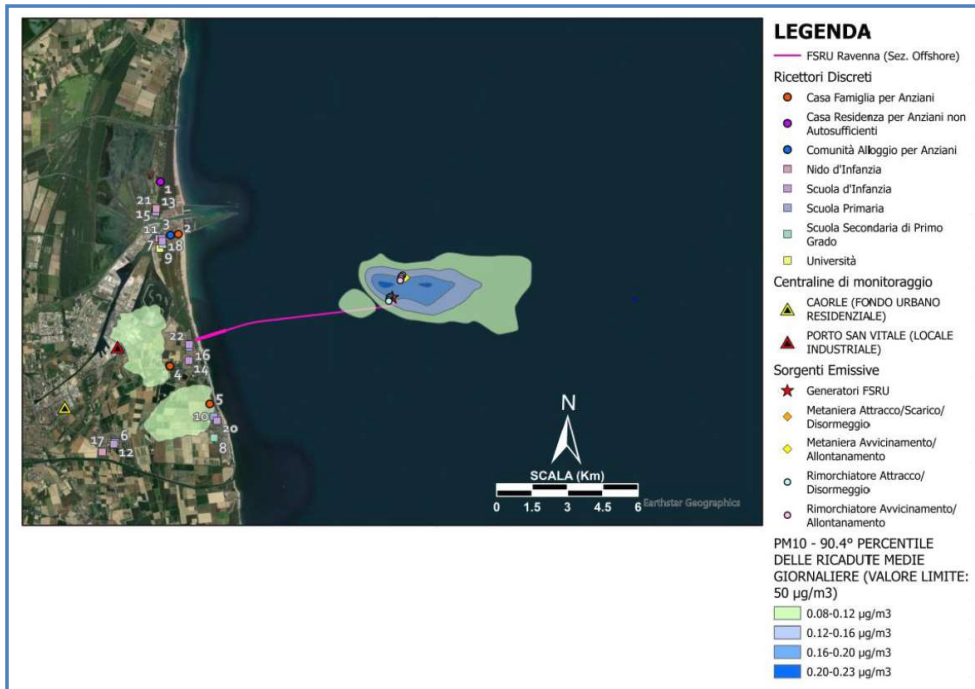 LEGENDA
FSRU Ravenna (Sez. Offshore)
Ricettori Discreti
Casa Famiglia per Anziani
Casa Residenza per Anziani non
Autosufficienti
Comunità Alloggio per Anziani
Nido d'Infanzia
Scuola d'Infanzia
Scuola Primaria
Scuola Secondaria di Primo
Grado
Università
Centraline di monitoraggio
CAORLE (FONDO URBANO
RESIDENZIALE)
PORTO SAN VITALE (LOCALE
INDUSTRIALE)
Sorgenti Emissive
Generatori FSRU
Metaniera Attracco/Scarico/
Disormeggio
Metaniera Avvicinamento/
Allontanamento
Rimorchiatore Attracco/
Disormeggio
Rimorchiatore Avvicinamento/
Allontanamento
PM10 - 90.4° PERCENTILE
DELLE RICADUTE MEDIE
GIORNALIERE (VALORE LIMITE:
50 µg/m3)
0.08-0.12 µg/m3
0.12-0.16 µg/m3
0.16-0.20 µg/m3
0.20-0.23 µg/m3
1
21 13
15
3 2
11
7 18
9
22
16
14
4
5
10
20
8
17 6
12
N
SCALA (Km)
0 1.5 3 4.5 6
Earthstar Geographics